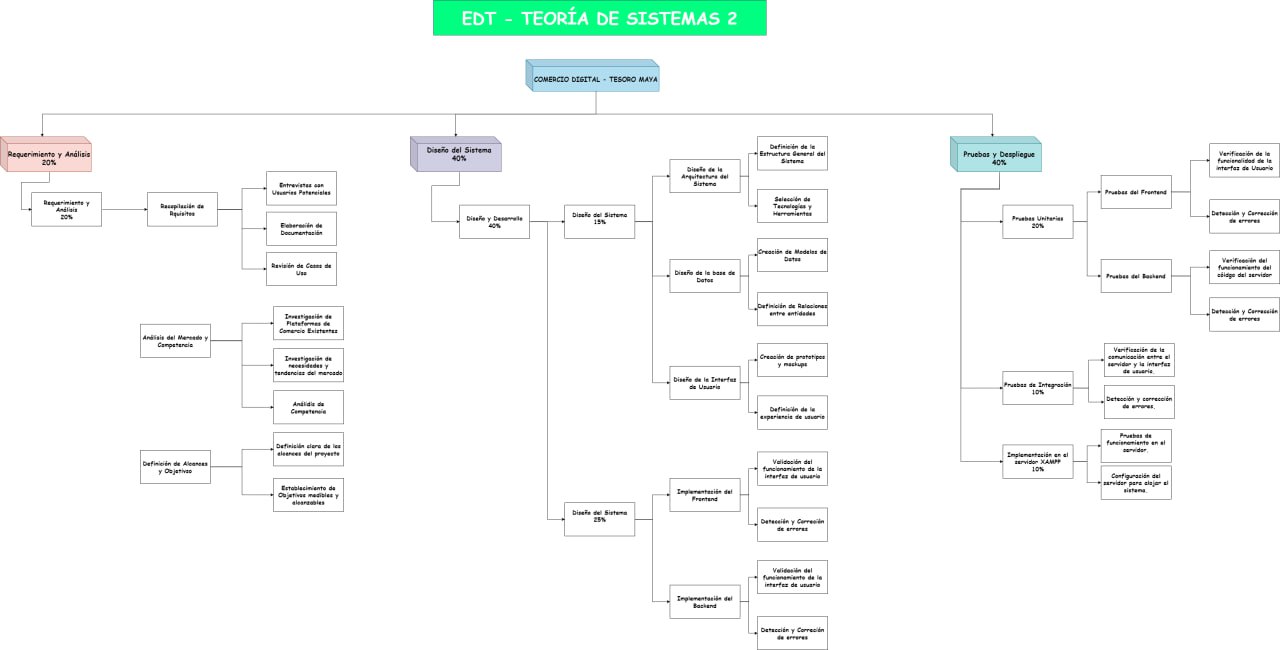 EDT - TEORÍA DE SISTEMAS 2
COMERCIO DIGITAL - TESORO MAYA
Requerimiento y Análisis
20%
Requerimiento y
Análisis
20%
Recopilación de
Rquisitos
Entrevistas con
Usuarios Potenciales
Elaboración de
Documentación
Revisión de Casos de
Uso
Análisis del Mercado y
Competencia
Investigación de
Plataformas de
Comercio Existentes
Investigación de
necesidades y
tendencias del mercado
Análidis de
Competencia
Definición de Alcances
y Objetivso
Definición clara de los
alcances del proyecto
Establecimiento de
Objetivos medibles y
alcanzables
Diseño del Sistema
40%
Diseño y Desarrollo
40%
Diseño del Sistema
15%
Diseño de la
Arquitectura del
Sistema
Definición de la
Estructura General del
Sistema
Selección de
Tecnologías y
Herramientas
Diseño de la base de
Datos
Creación de Modelos de
Datos
Definición de Relaciones
entre entidades
Diseño de la Interfaz
de Usuario
Creación de prototipos
y mockups
Definición de la
experiencia de usuario
Diseño del Sistema
25%
Implementación del
Frontend
Validación del
funcionamiento de la
interfaz de usuario
Detección y Correción
de errores
Implementación del
Backend
Validación del
funcionamiento de la
interfaz de usuario
Detección y Correción
de errores
Pruebas y Despliegue
40%
Pruebas Unitarias
20%
Pruebas del Frontend
Verificación de la
funcionalidad de la
interfaz de Usuario
Detección y Corrección
de errores
Pruebas del Backend
Verificación del
funcionamiento del
cóidgo del servidor
Detección y Corrección
de errores
Pruebas de Integración
10%
Verificación de la
comunicación entre el
servidor y la interfaz
de usuario.
Detección y corrección
de errores.
Implementación en el
servidor XAMPP
10%
Pruebas de
funcionamiento en el
servidor.
Configuración del
servidor para alojar el
sistema.